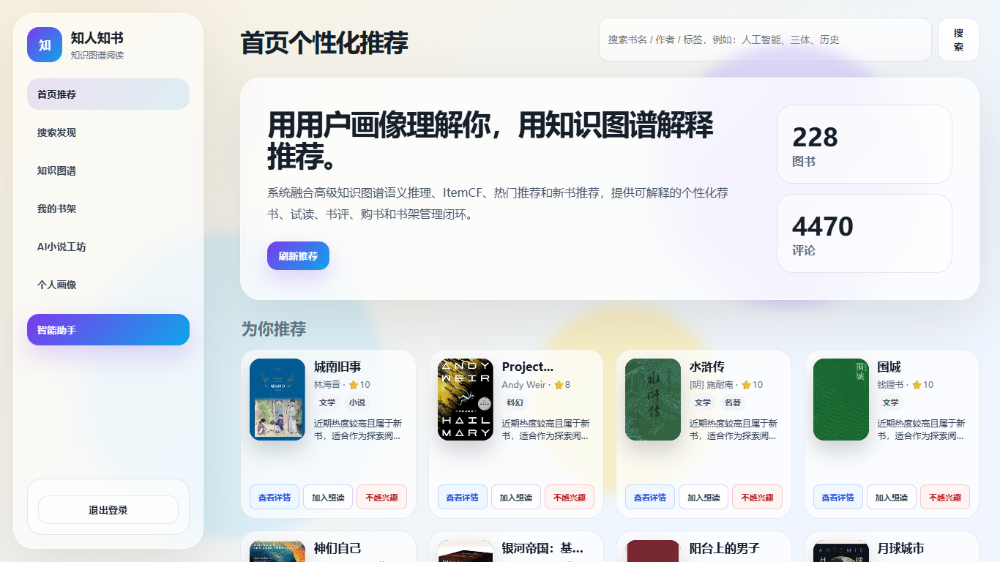 知
知人知书
知识图谱阅读
首页推荐
搜索发现
知识图谱
我的书架
AI小说工坊
个人画像
智能助手
退出登录
首页个性化推荐
搜索书名 / 作者 / 标签，例如：人工智能、三体、历史
搜
索
用用户画像理解你，用知识图谱解释
推荐。
系统融合高级知识图谱语义推理、ItemCF、热门推荐和新书推荐，提供可解释的个性化荐
书、试读、书评、购书和书架管理闭环。
刷新推荐
228
图书
4470
评论
为你推荐
城南旧事
城南旧事
林海音 · ⭐10
文学 小说
近期热度较高且属于新
书，适合作为探索阅...
查看详情 加入想读 不感兴趣
ANDY
WEIR
PROJECT
HAIL
MARY
Project...
Andy Weir · ⭐8
科幻
近期热度较高且属于新
书，适合作为探索阅...
查看详情 加入想读 不感兴趣
水浒传
水浒传
[明] 施耐庵 · ⭐10
文学 名著
近期热度较高且属于新
书，适合作为探索阅...
查看详情 加入想读 不感兴趣
围城
围城
钱锺书 · ⭐10
文学
近期热度较高且属于新
书，适合作为探索阅...
查看详情 加入想读 不感兴趣
神们自己
银河帝国：基...
阳台上的男子
ARTEMIS
月球
月球城市